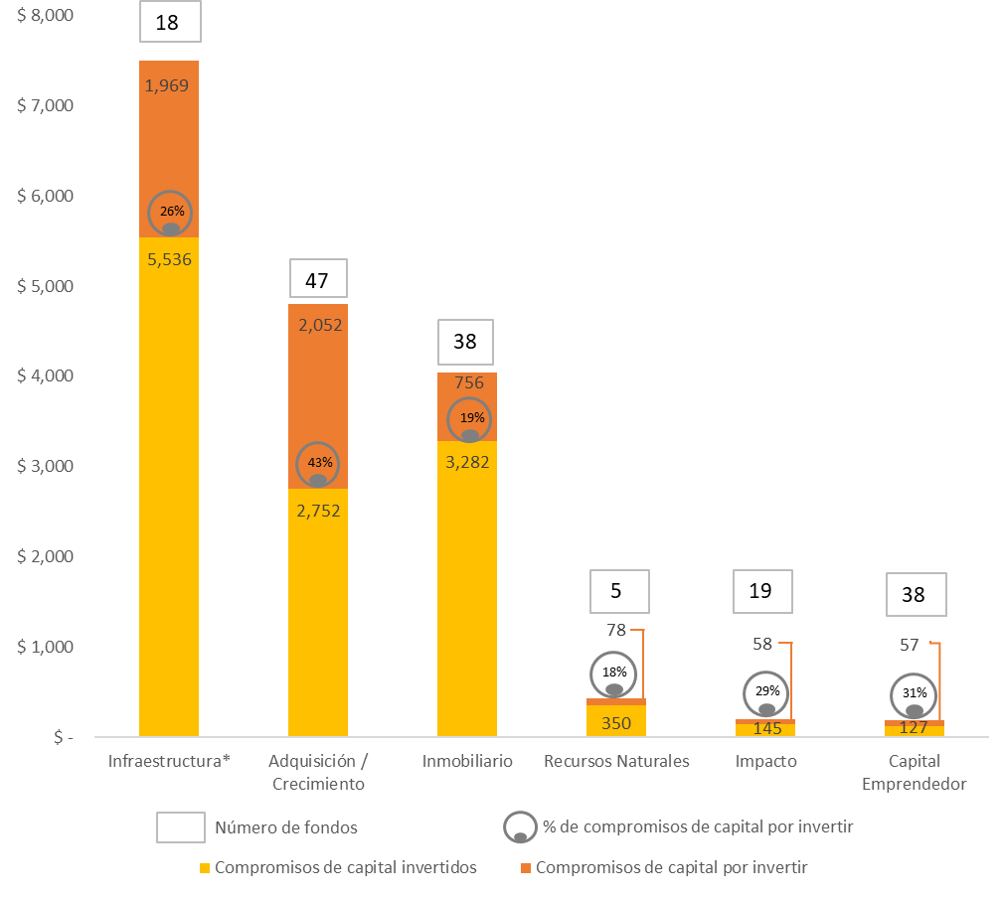 $ 8,000
$ 7,000
$ 6,000
$ 5,000
$ 4,000
$ 3,000
$ 2,000
$ 1,000
$ -
18
1,969
26%
5,536
47
2,052
43%
2,752
38
756
19%
3,282
5
78
18%
350
19
58
29%
145
38
57
31%
127
Infraestructura*
Adquisición /
Crecimiento
Inmobiliario
Recursos Naturales
Impacto
Capital
Emprendedor
Número de fondos
% de compromisos de capital por invertir
Compromisos de capital invertidos
Compromisos de capital por invertir